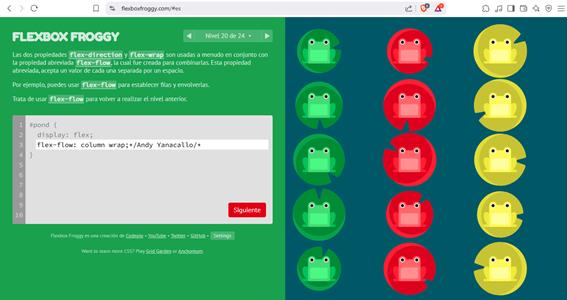 flexboxfroggy.com/#es
FLEXBOX FROGGY
Nivel 20 de 24
Las dos propiedades flex-direction y flex-wrap son usadas a menudo en conjunto con
la propiedad abreviada flex-flow, la cual fue creada para combinarlas. Esta propiedad
abreviada, acepta un valor de cada una separada por un espacio.
Por ejemplo, puedes usar flex-flow para establecer filas y envolverlas.
Trata de usar flex-flow para volver a realizar el nivel anterior.
1 #pond {
2 display: flex;
3 flex-flow: column wrap;*/Andy Yanacallo/*
4 }
5
6
7
8
9
10
Siguiente
Flexbox Froggy es una creación de Codepip • YouTube • Twitter • GitHub • Settings
Want to learn more CSS? Play Grid Garden or Anchoreum.